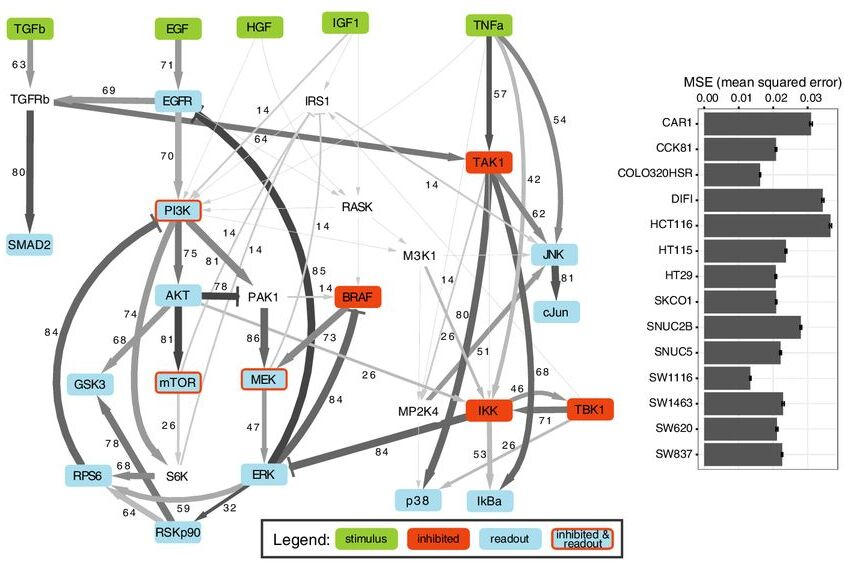 TGFb
EGF
HGF
IGF1
TNFa
63
71
57
54
TGFRb
69
EGFR
IRS1
14
64
80
70
TAK1
14
42
62
SMAD2
PI3K
RASK
M3K1
JNK
75
81
14
14
14
85
14
81
AKT
78
PAK1
14
BRAF
cJun
84
74
68
81
86
73
26
80
51
GSK3
mTOR
MEK
26
84
68
46
MP2K4
IKK
TBK1
71
78
26
47
84
53
26
RPS6
68
S6K
ERK
p38
IkBa
64
59
32
RSKp90
Legend:
stimulus
inhibited
readout
inhibited &
readout
MSE (mean squared error)
0.00 0.01 0.02 0.03
CAR1
CCK81
COLO320HSR
DIFI
HCT116
HT115
HT29
SKCO1
SNUC2B
SNUC5
SW1116
SW1463
SW620
SW837